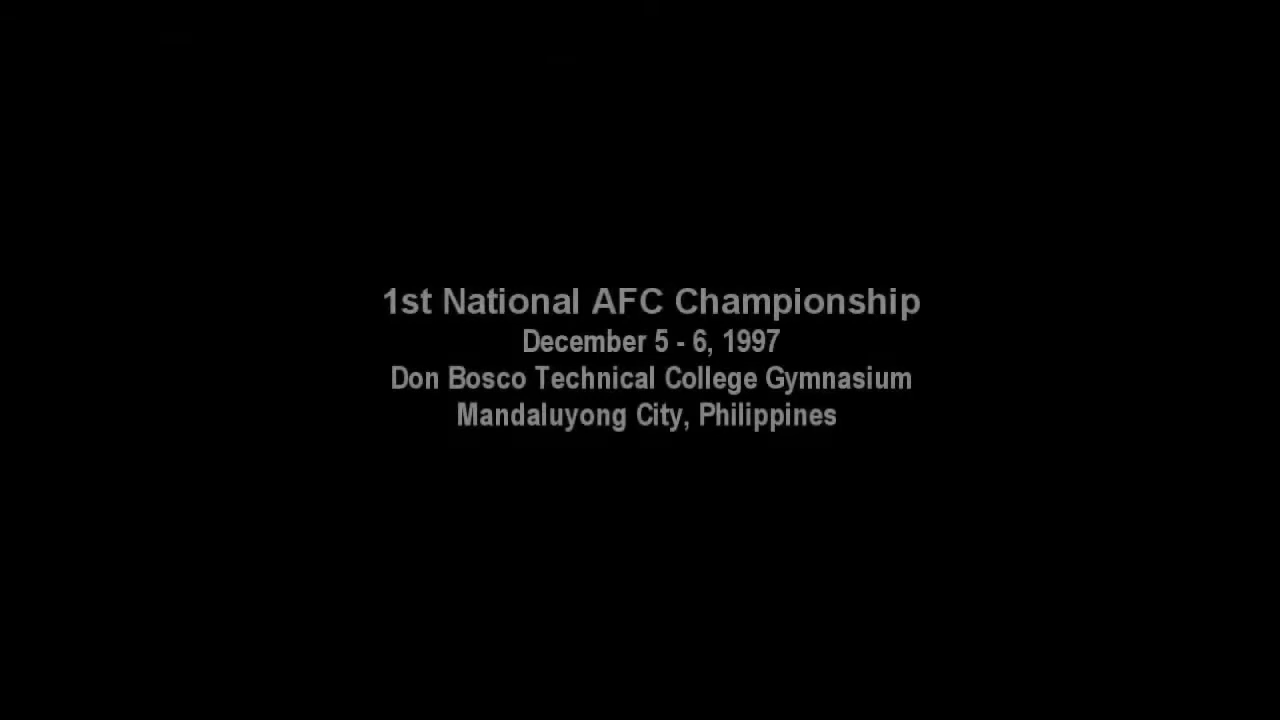 1st National AFC Championship
December 5 - 6, 1997
Don Bosco Technical College Gymnasium
Mandaluyong City, Philippines